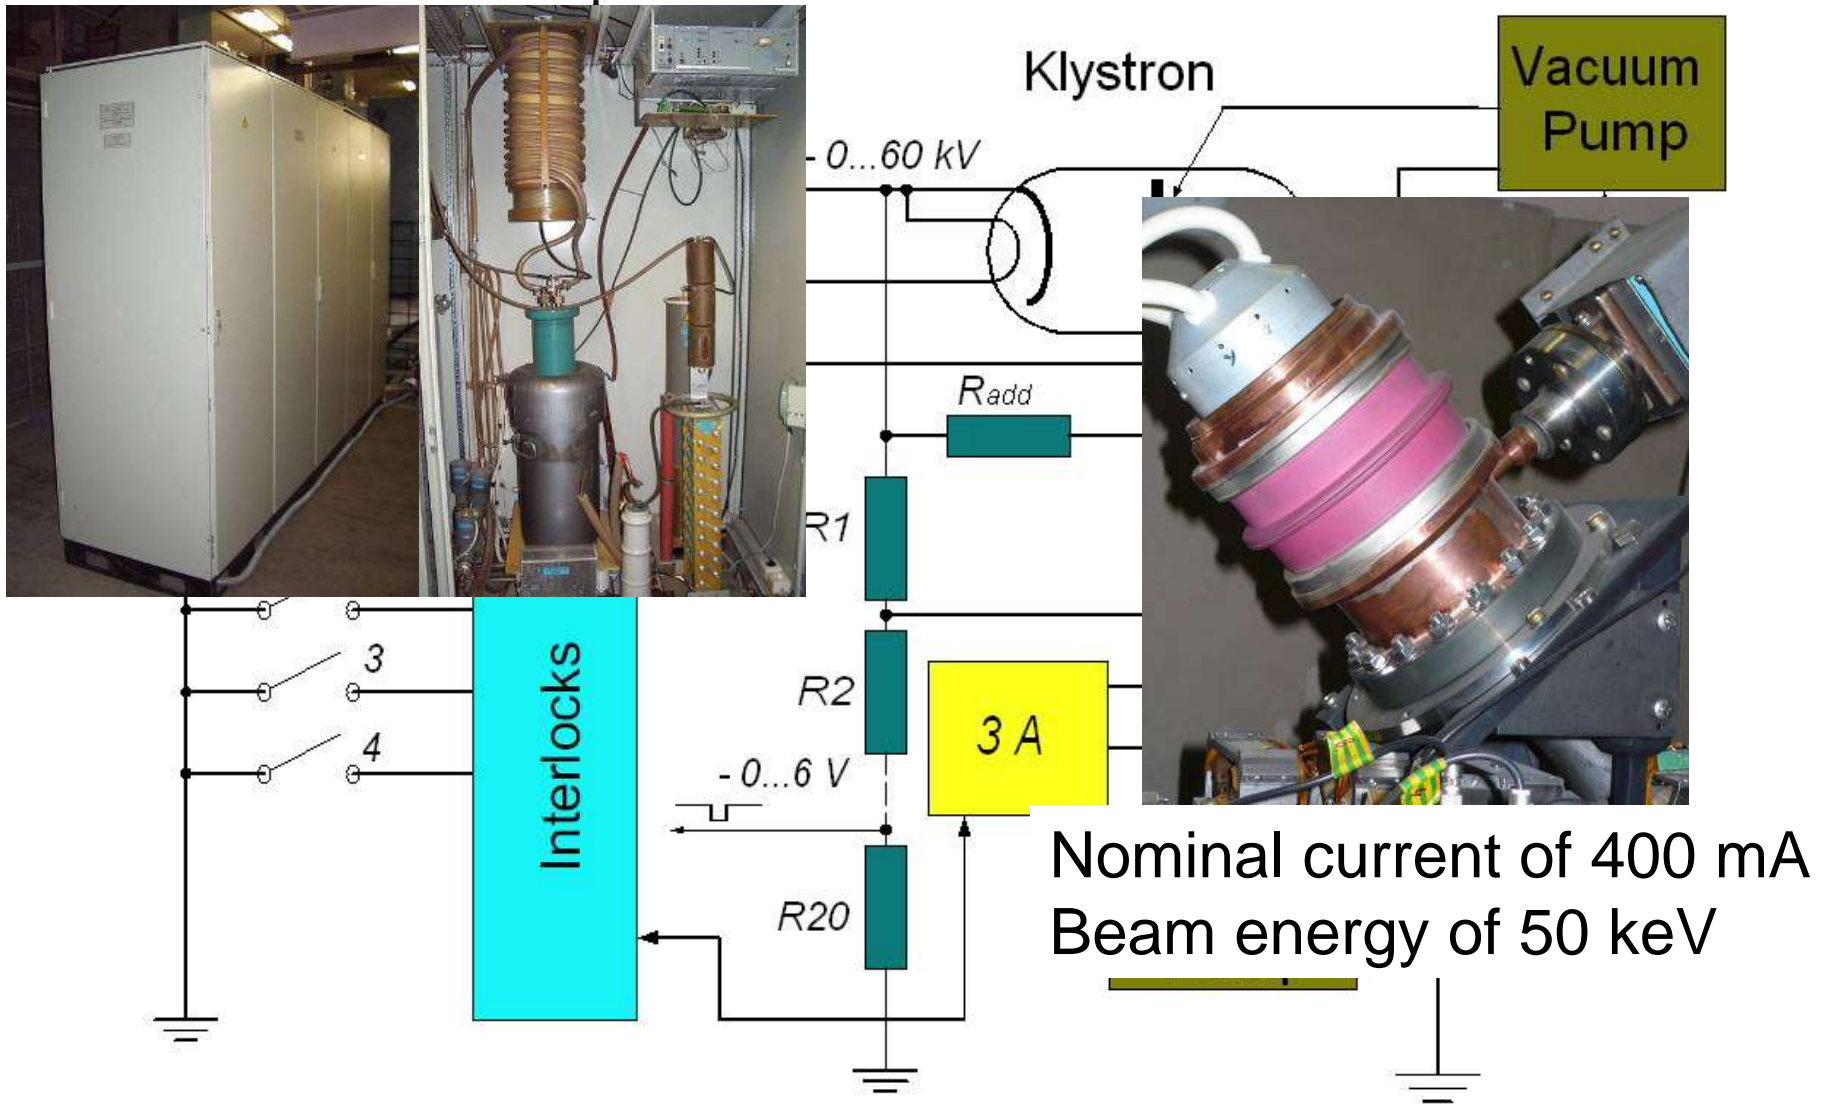 Klystron
Vacuum
Pump
- 0...60 kV
Radd
R1
3
R2
4
3 A
- 0...6 V
Interlocks
R20
Nominal current of 400 mA
Beam energy of 50 keV